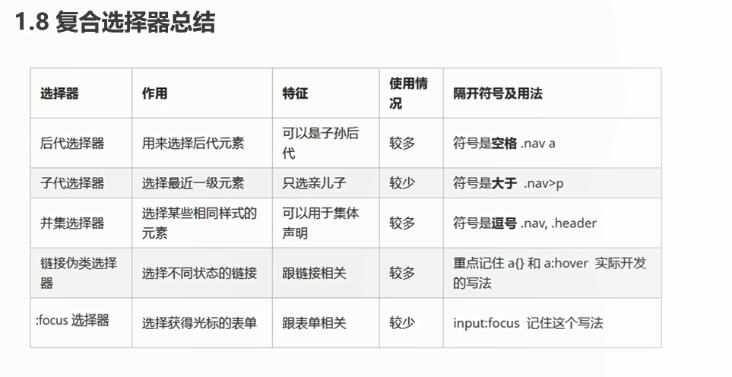 1.8 复合选择器总结
选择器 作用 特征 使用情况 隔开符号及用法
后代选择器 用来选择后代元素 可以是子孙后代 较多 符号是空格 .nav a
子代选择器 选择最近一级元素 只选亲儿子 较少 符号是大于 .nav>p
并集选择器 选择某些相同样式的元素 可以用于集体声明 较多 符号是逗号 .nav, .header
链接伪类选择器 选择不同状态的链接 跟链接相关 较多 重点记住 a{} 和 a:hover 实际开发的写法
:focus 选择器 选择获得光标的表单 跟表单相关 较少 input:focus 记住这个写法